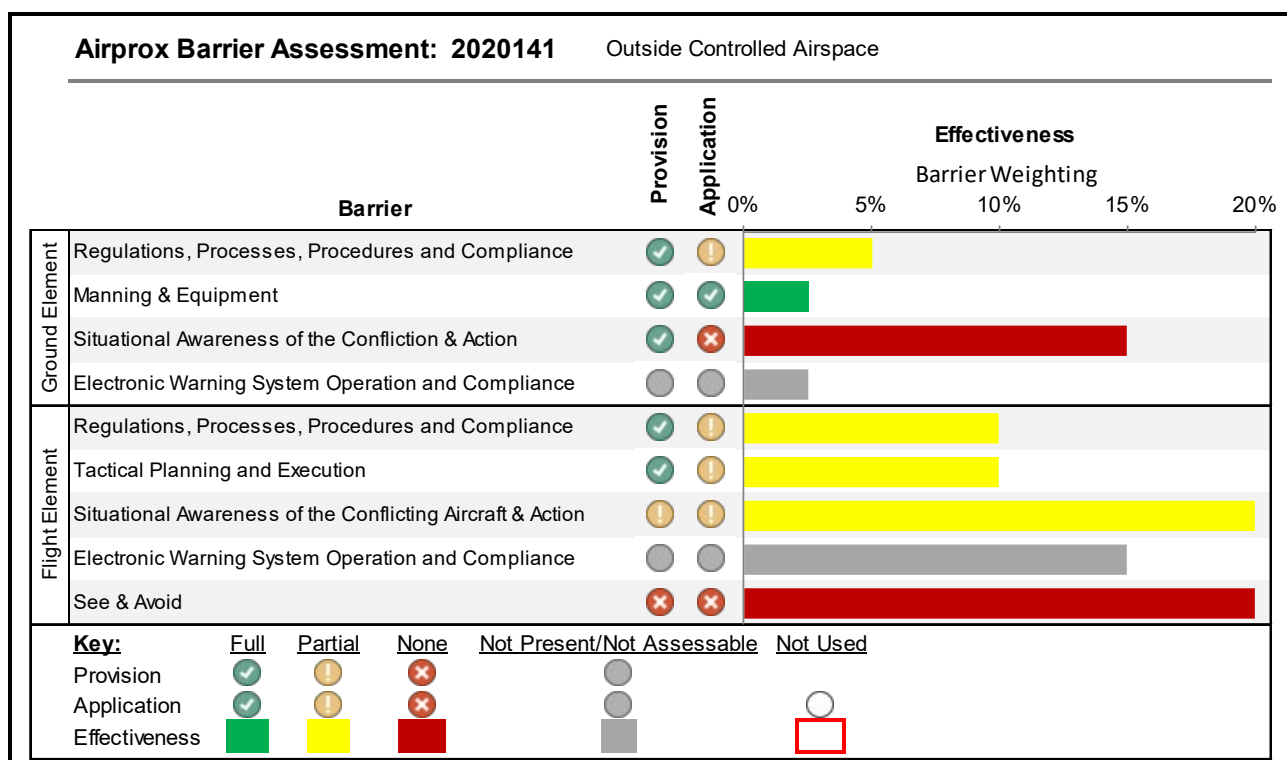 Airprox Barrier Assessment: 2020141 Outside Controlled Airspace
Provision
Application
Effectiveness
Barrier Weighting
Barrier
0% 5% 10% 15% 20%
Ground Element
Regulations, Processes, Procedures and Compliance
Manning & Equipment
Situational Awareness of the Confliction & Action
Electronic Warning System Operation and Compliance
Flight Element
Regulations, Processes, Procedures and Compliance
Tactical Planning and Execution
Situational Awareness of the Conflicting Aircraft & Action
Electronic Warning System Operation and Compliance
See & Avoid
Key: Full Partial None Not Present/Not Assessable Not Used
Provision
Application
Effectiveness